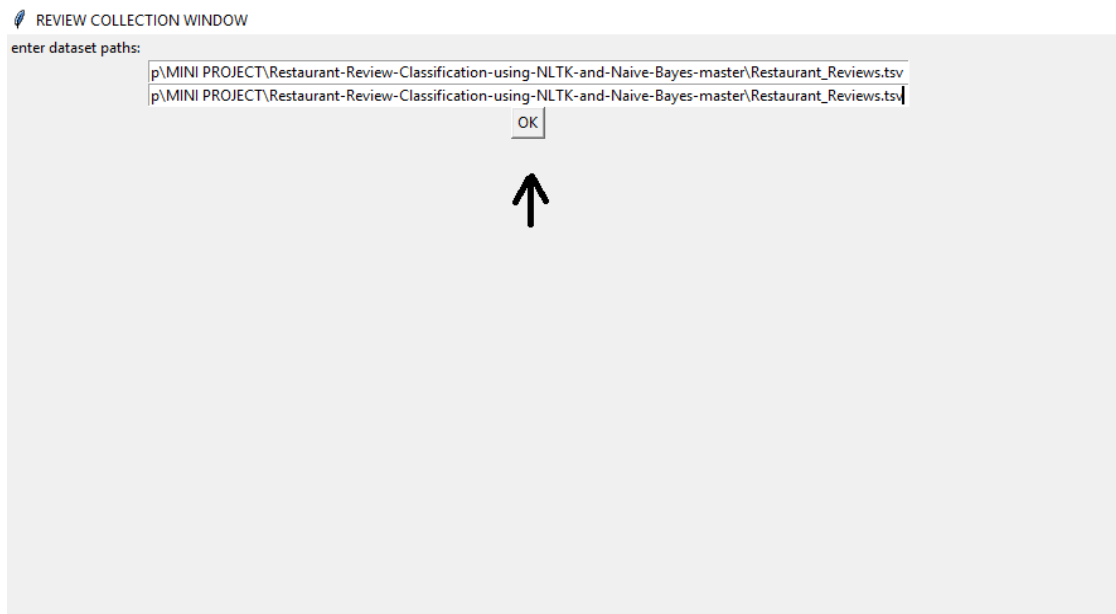 REVIEW COLLECTION WINDOW
enter dataset paths:
p\MINI PROJECT\Restaurant-Review-Classification-using-NLTK-and-Naive-Bayes-master\Restaurant_Reviews.tsv
p\MINI PROJECT\Restaurant-Review-Classification-using-NLTK-and-Naive-Bayes-master\Restaurant_Reviews.tsv
OK